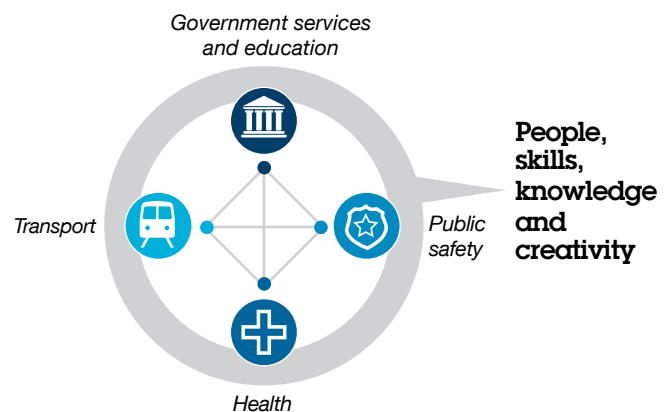 Government services
and education
People,
skills,
knowledge
and
creativity
Transport
Public
safety
Health